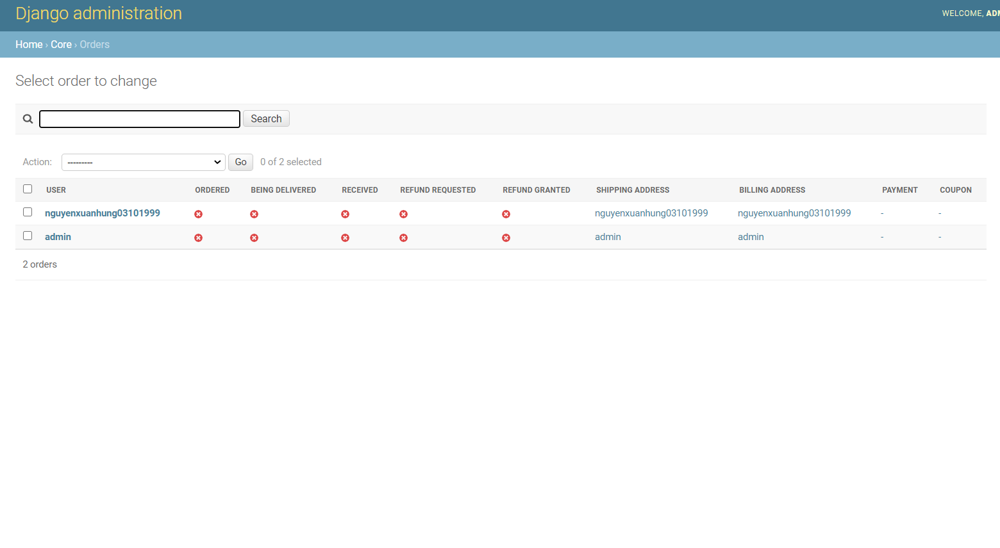 Django administration
WELCOME,
Home › Core › Orders
Select order to change
Search
Action: --------- Go 0 of 2 selected
USER ORDERED BEING DELIVERED RECEIVED REFUND REQUESTED REFUND GRANTED SHIPPING ADDRESS BILLING ADDRESS PAYMENT COUPON
nguyenxuanhung03101999 nguyenxuanhung03101999 nguyenxuanhung03101999 - -
admin admin admin - -
2 orders